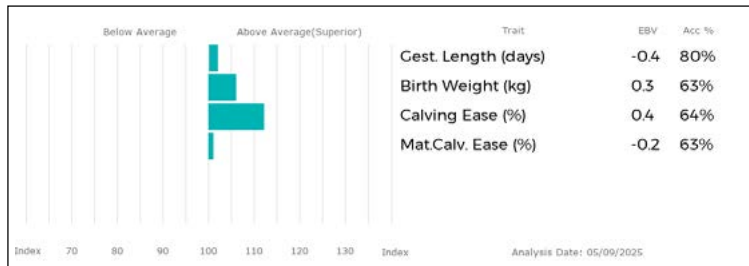 Below Average Above Average(Superior) Trait EBV Acc %
Gest. Length (days) -0.4 80%
Birth Weight (kg) 0.3 63%
Calving Ease (%) 0.4 64%
Mat.Calv. Ease (%) -0.2 63%
Index 70 80 90 100 110 120 130 Index Analysis Date: 05/09/2025